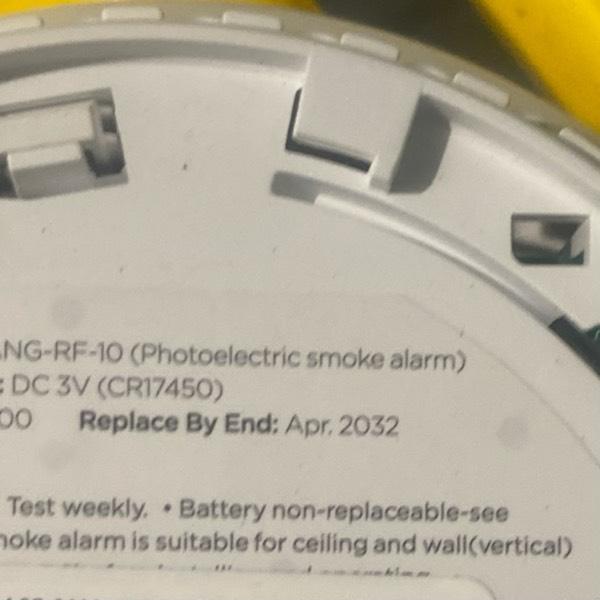 NG-RF-10 (Photoelectric smoke alarm)
: DC 3V (CR17450)
00 Replace By End: Apr. 2032
Test weekly. • Battery non-replaceable-see
moke alarm is suitable for ceiling and wall(vertical)